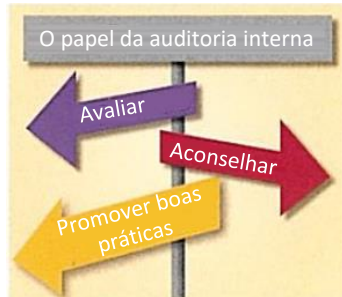 O papel da auditoria interna
Avaliar
Aconselhar
Promover boas
práticas